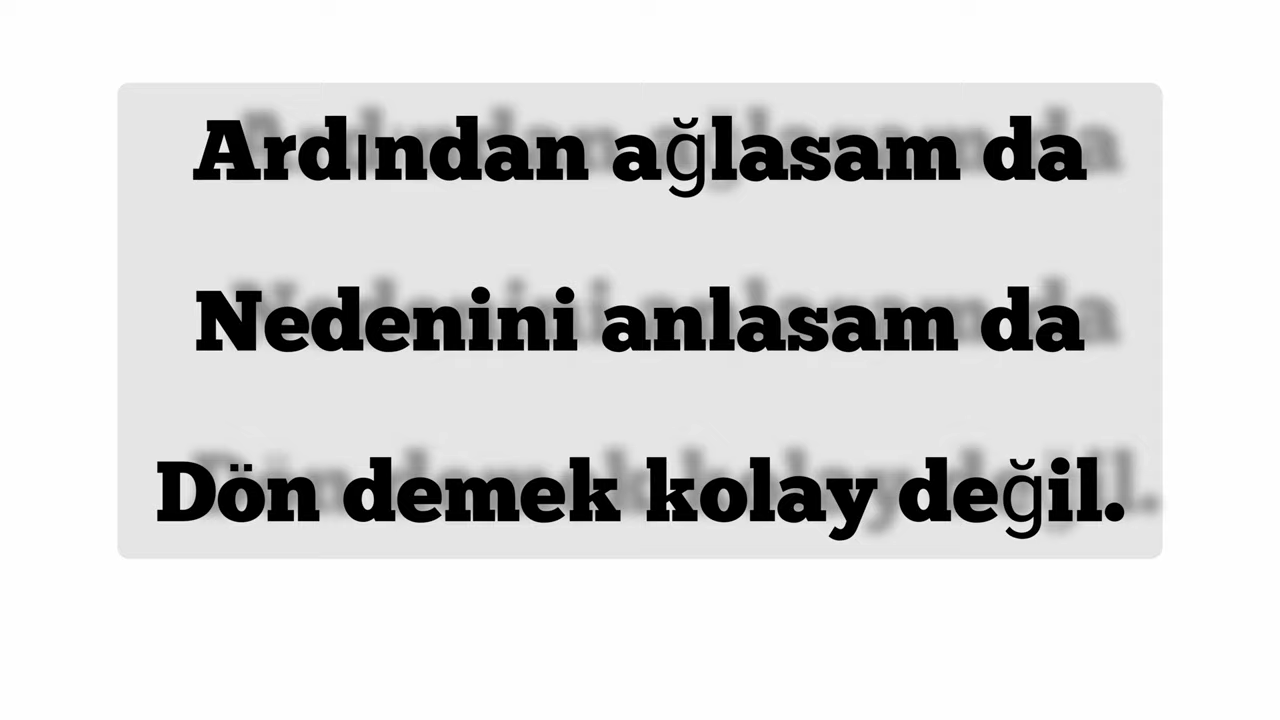 Ardından ağlasam da
Nedenini anlasam da
Dön demek kolay değil.